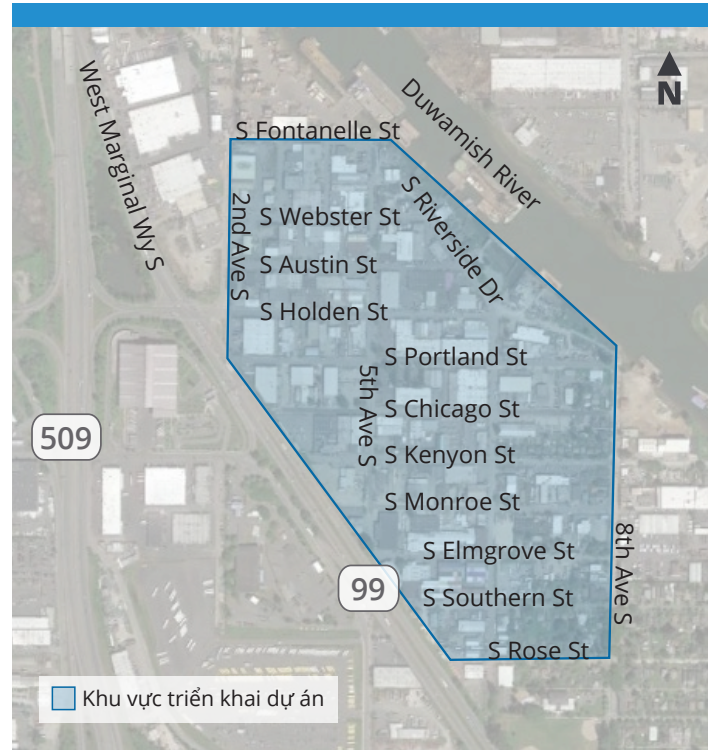 West Marginal Wy S
Duwamish River
N
S Fontanelle St
S Riverside Dr
2nd Ave S
S Webster St
S Austin St
S Holden St
S Portland St
5th Ave S
S Chicago St
509
S Kenyon St
S Monroe St
8th Ave S
S Elmgrove St
99
S Southern St
S Rose St
Khu vực triển khai dự án